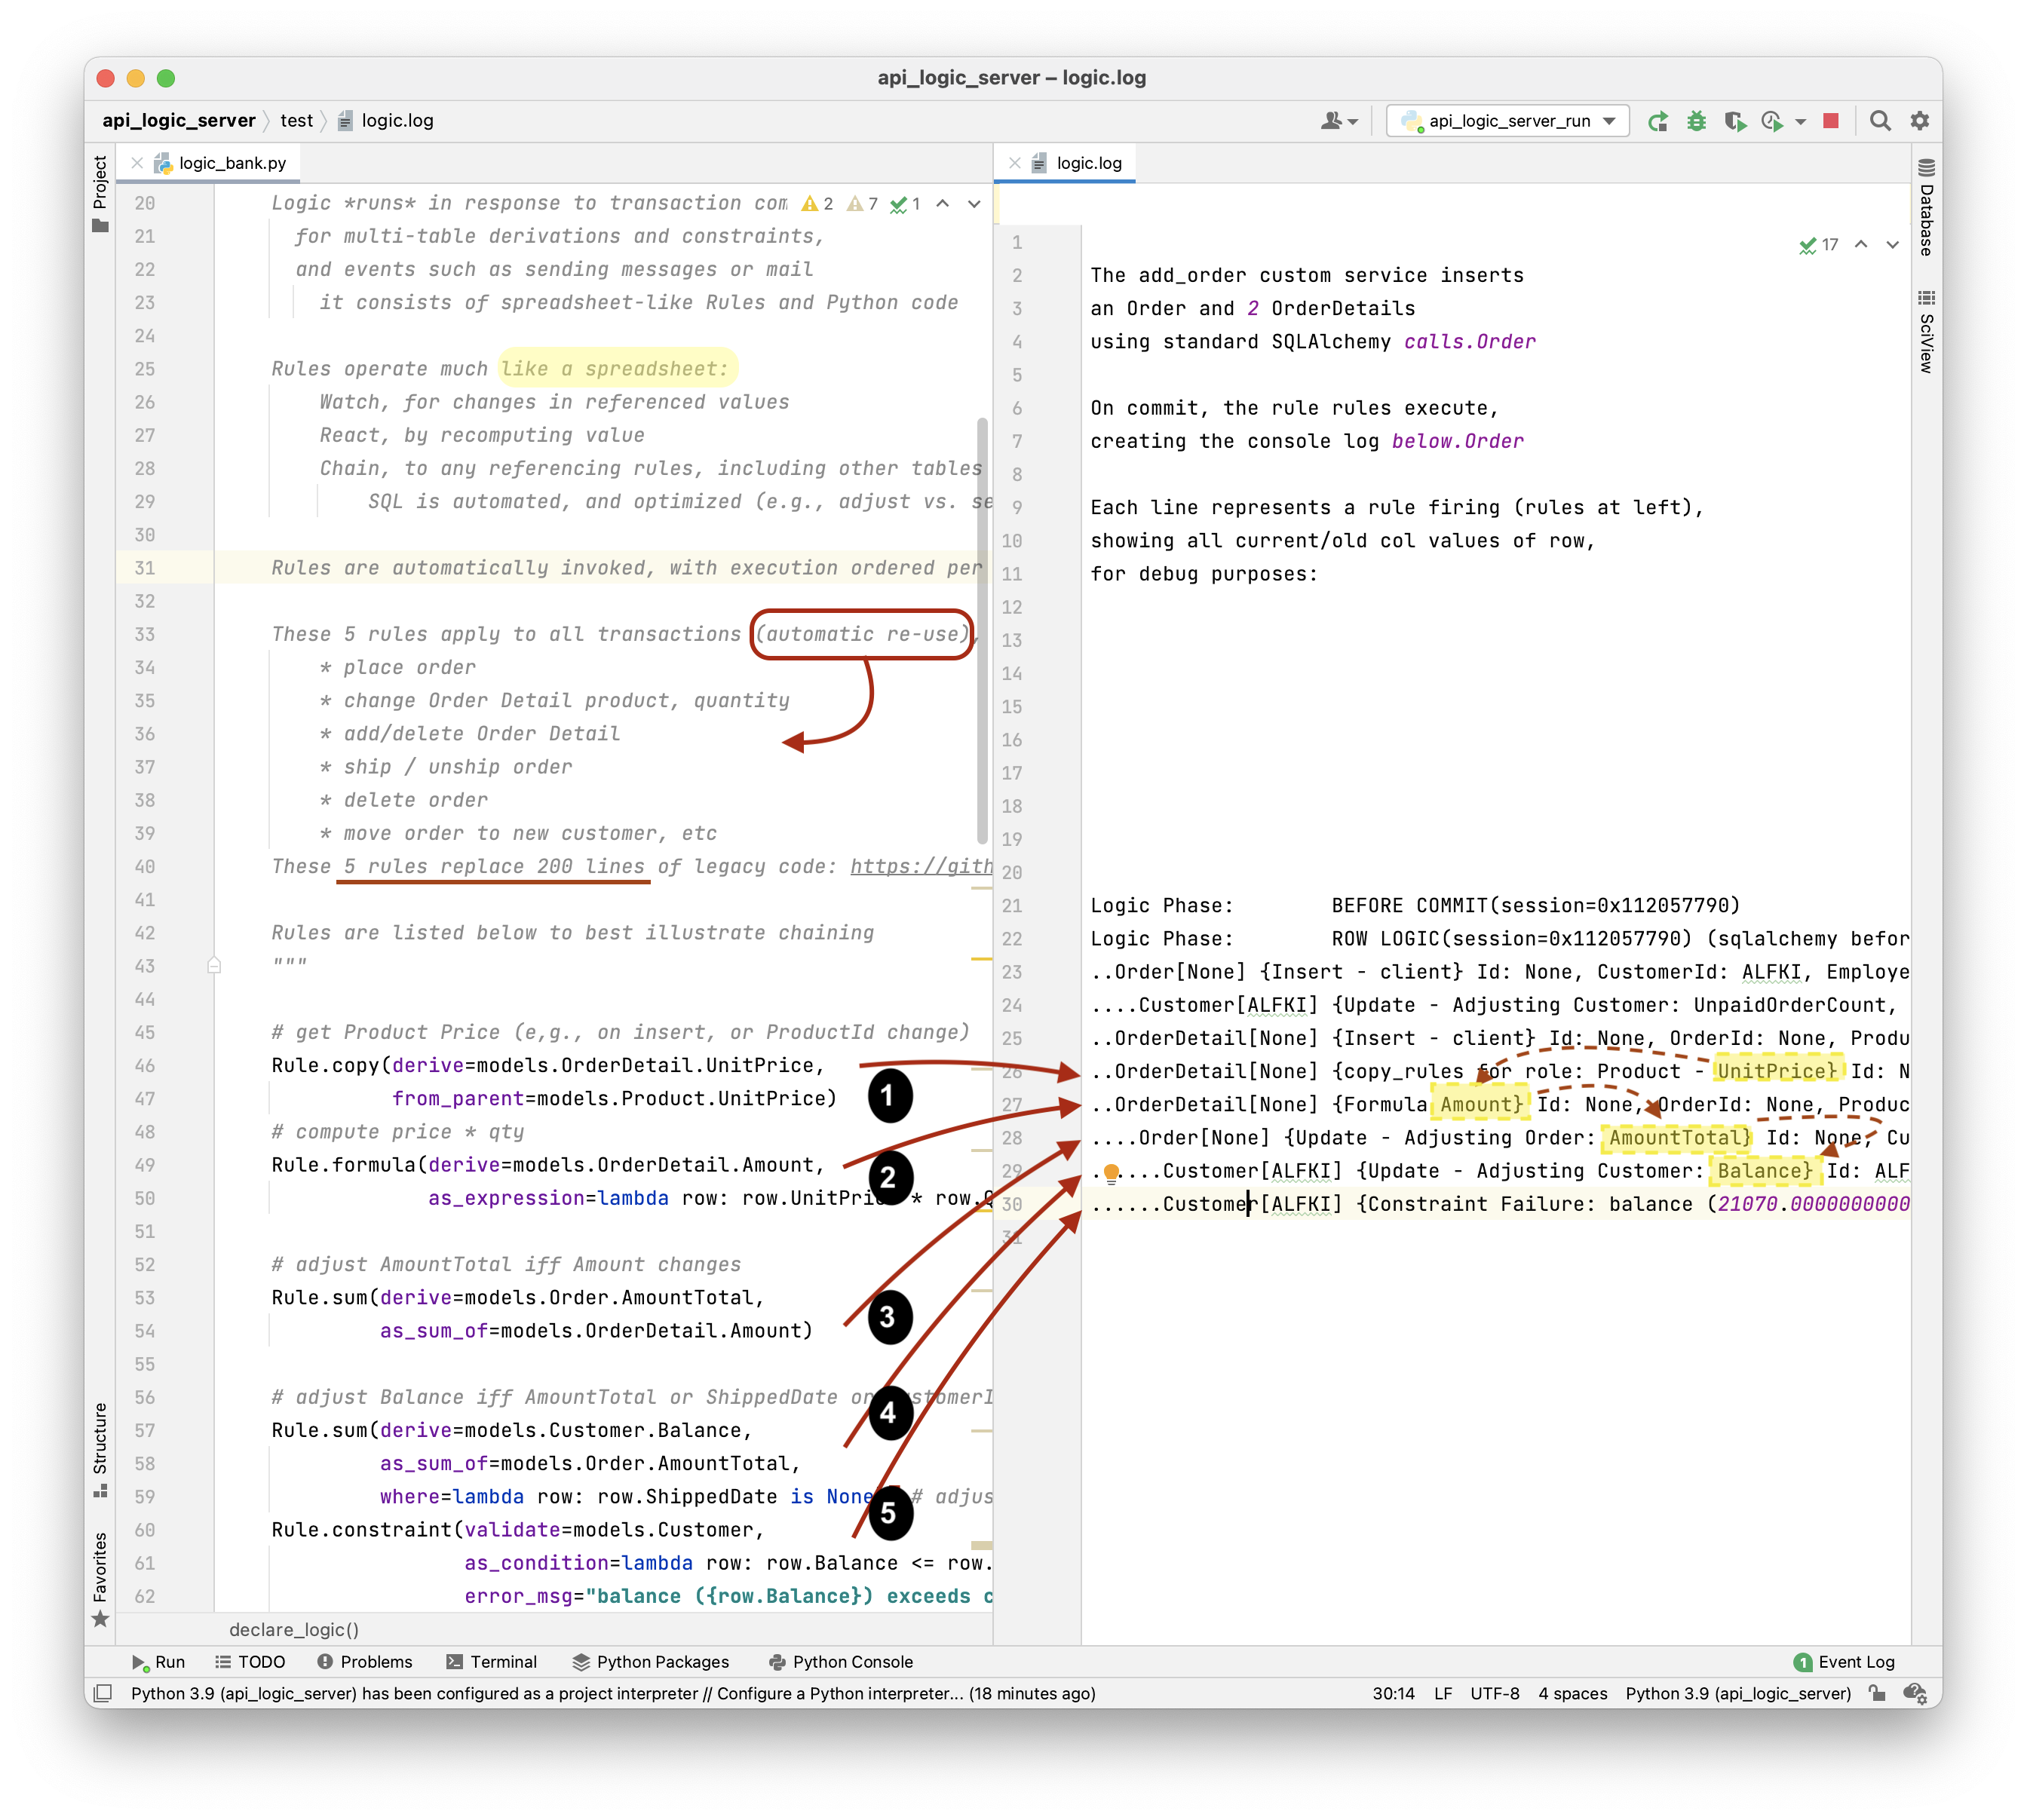 api_logic_server – logic.log
api_logic_server 〉 test 〉 logic.log
api_logic_server_run
Project
logic_bank.py
20 Logic *runs* in response to transaction com
2 7 1
21 for multi-table derivations and constraints,
22 and events such as sending messages or mail
23 it consists of spreadsheet-like Rules and Python code
24
25 Rules operate much like a spreadsheet:
26 Watch, for changes in referenced values
27 React, by recomputing value
28 Chain, to any referencing rules, including other tables
29 SQL is automated, and optimized (e.g., adjust vs. se
30
31 Rules are automatically invoked, with execution ordered per
32
33 These 5 rules apply to all transactions (automatic re-use),
34 * place order
35 * change Order Detail product, quantity
36 * add/delete Order Detail
37 * ship / unship order
38 * delete order
39 * move order to new customer, etc
40 These 5 rules replace 200 lines of legacy code: https://gith
41
42 Rules are listed below to best illustrate chaining
43 """
44
45 # get Product Price (e,g., on insert, or ProductId change)
46 Rule.copy(derive=models.OrderDetail.UnitPrice,
47 from_parent=models.Product.UnitPrice)
1
48 # compute price * qty
49 Rule.formula(derive=models.OrderDetail.Amount,
2
50 as_expression=lambda row: row.UnitPri * row.Q
51
52 # adjust AmountTotal iff Amount changes
53 Rule.sum(derive=models.Order.AmountTotal,
3
54 as_sum_of=models.OrderDetail.Amount)
55
56 # adjust Balance iff AmountTotal or ShippedDate or ustomerI
4
57 Rule.sum(derive=models.Customer.Balance,
58 as_sum_of=models.Order.AmountTotal,
59 where=lambda row: row.ShippedDate is None # adjus
5
60 Rule.constraint(validate=models.Customer,
61 as_condition=lambda row: row.Balance <= row.
62 error_msg="balance ({row.Balance}) exceeds c
declare_logic()
logic.log
17
1
2 The add_order custom service inserts
3 an Order and 2 OrderDetails
4 using standard SQLAlchemy calls.Order
5
6 On commit, the rule rules execute,
7 creating the console log below.Order
8
9 Each line represents a rule firing (rules at left),
10 showing all current/old col values of row,
11 for debug purposes:
12
13
14
15
16
17
18
19
20
21 Logic Phase: BEFORE COMMIT(session=0x112057790)
22 Logic Phase: ROW LOGIC(session=0x112057790) (sqlalchemy befor
23 ..Order[None] {Insert - client} Id: None, CustomerId: ALFKI, Employe
24 ....Customer[ALFKI] {Update - Adjusting Customer: UnpaidOrderCount,
25 ..OrderDetail[None] {Insert - client} Id: None, OrderId: None, Produ
26 ..OrderDetail[None] {copy_rules for role: Product - UnitPrice} Id: N
27 ..OrderDetail[None] {Formula Amount} Id: None, OrderId: None, Produc
28 ....Order[None] {Update - Adjusting Order: AmountTotal} Id: None, Cu
29 ......Customer[ALFKI] {Update - Adjusting Customer: Balance} Id: ALF
30 ......Customer[ALFKI] {Constraint Failure: balance (21070.0000000000
31
Database
SciView
Structure
Favorites
Run TODO Problems Terminal Python Packages Python Console 1 Event Log
Python 3.9 (api_logic_server) has been configured as a project interpreter // Configure a Python interpreter... (18 minutes ago) 30:14 LF UTF-8 4 spaces Python 3.9 (api_logic_server)